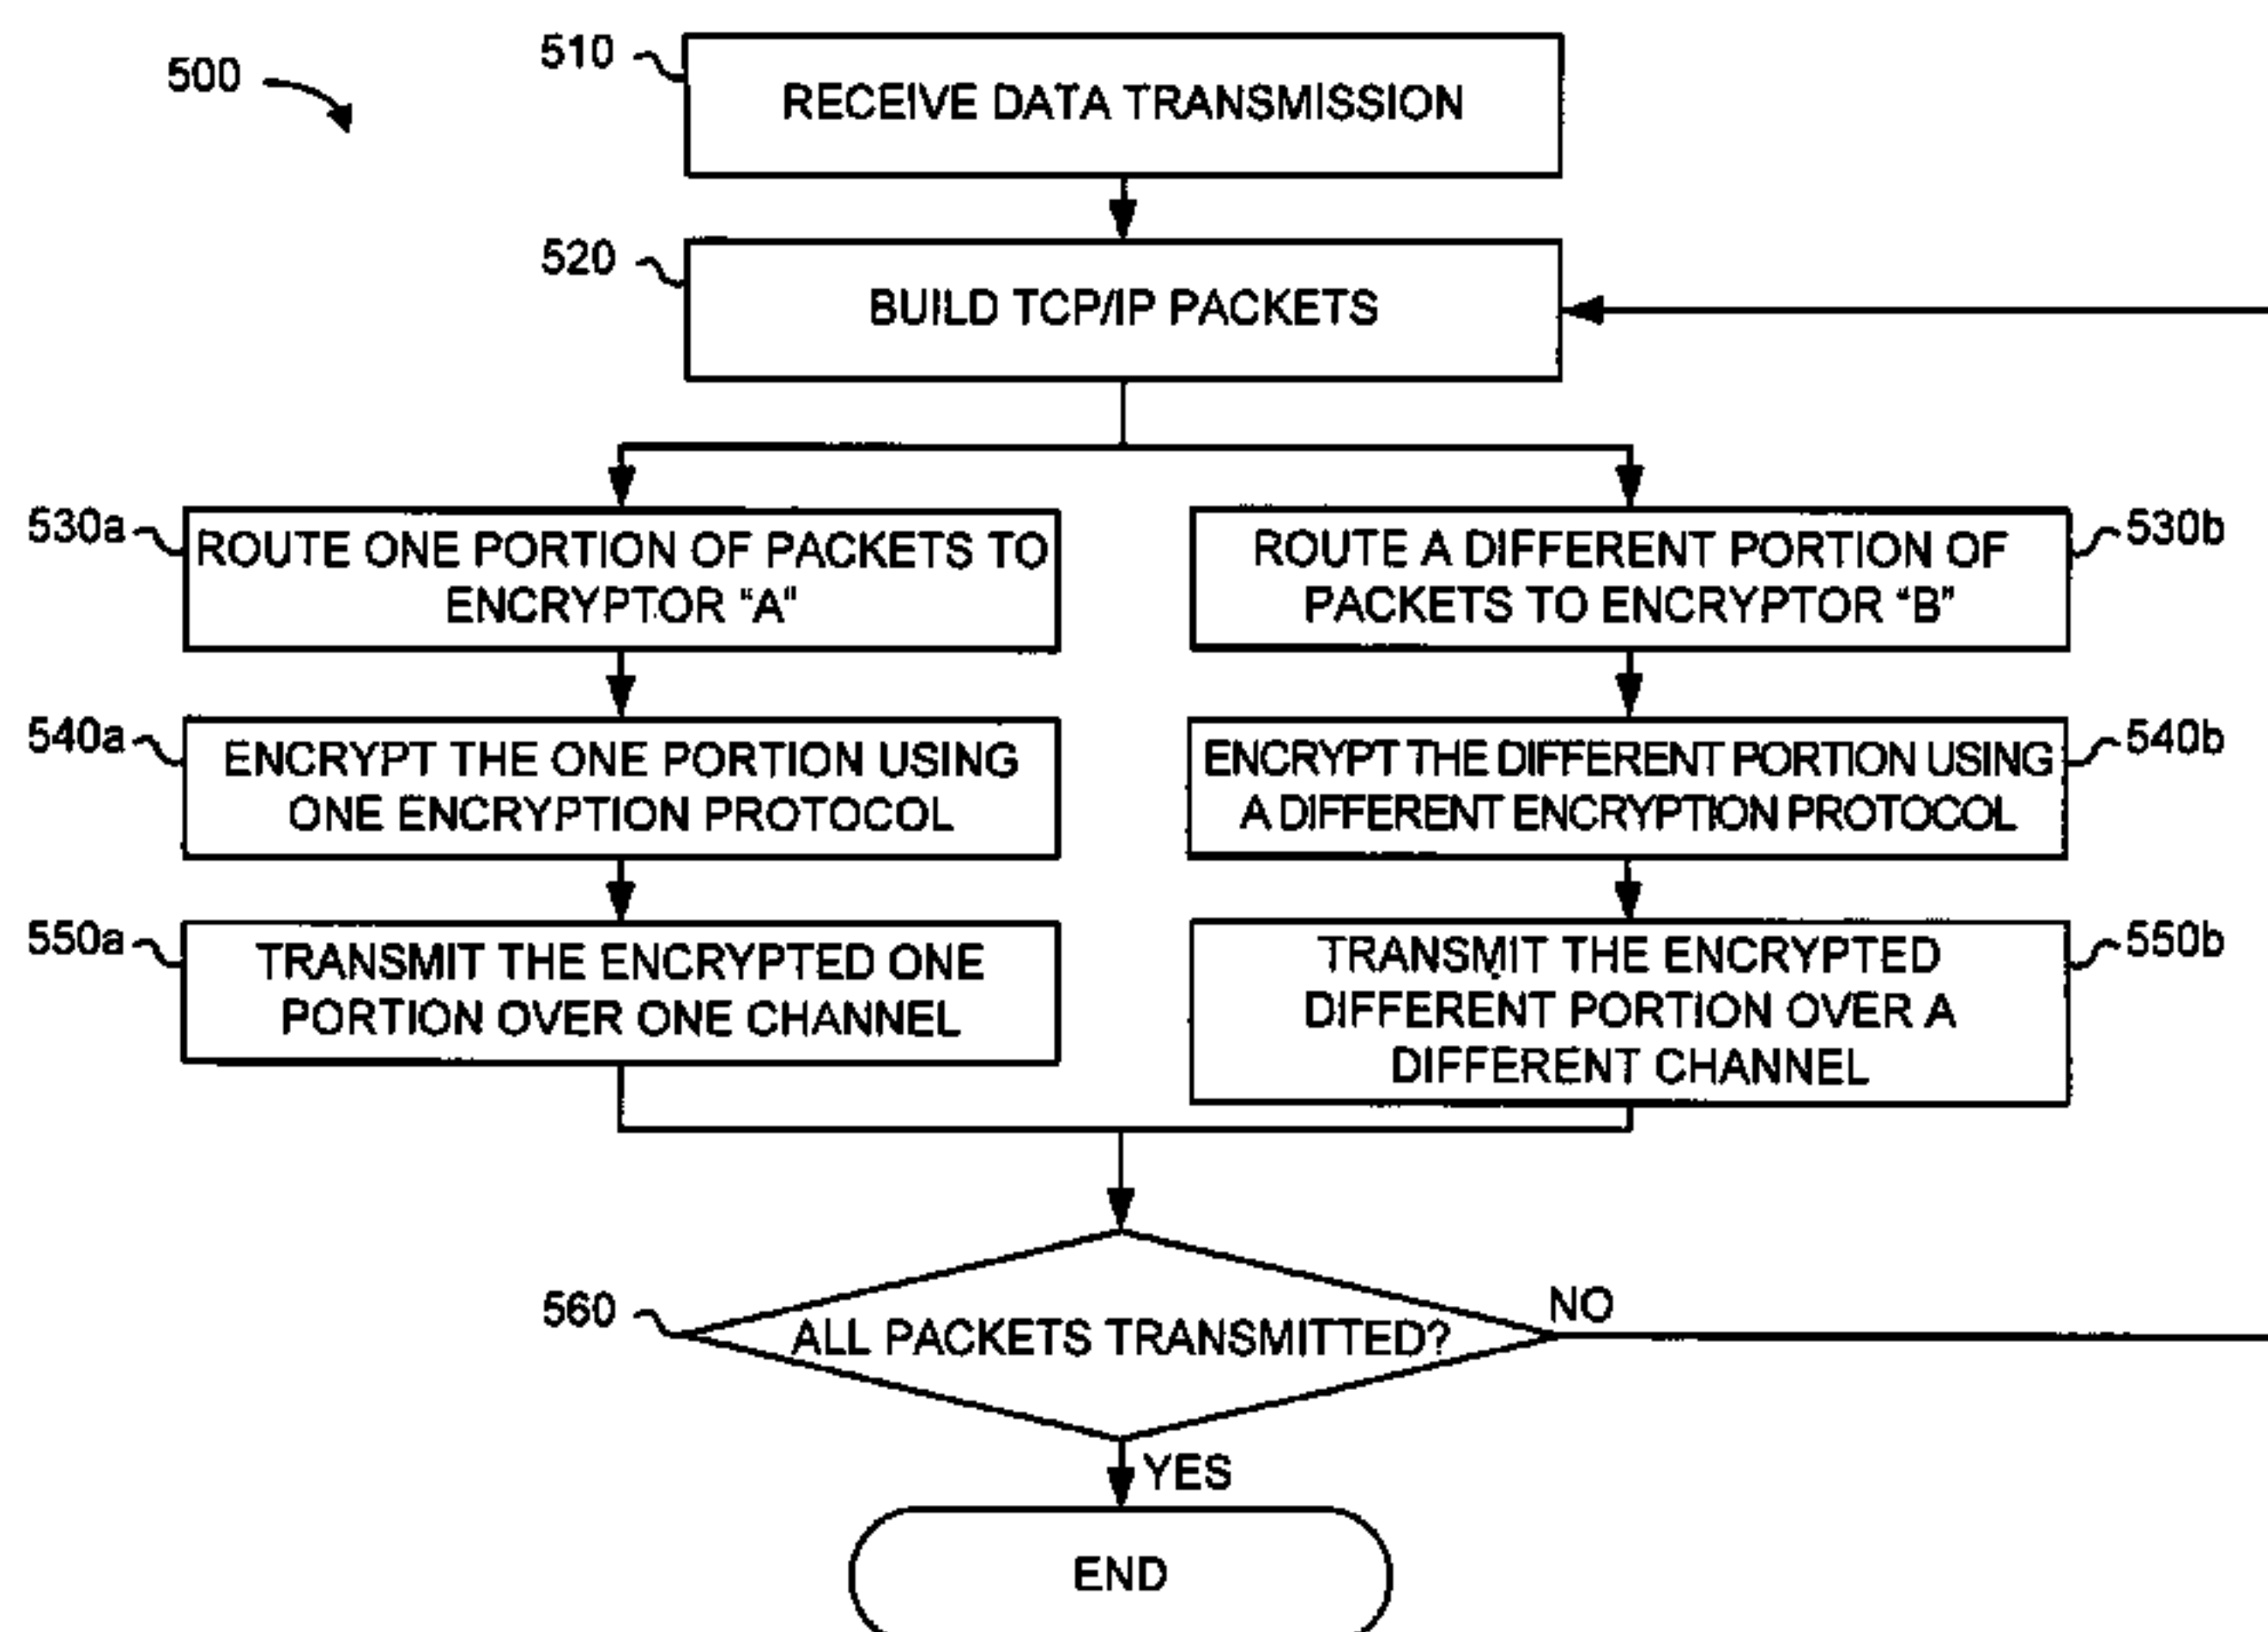 500
510
RECEIVE DATA TRANSMISSION
520
BUILD TCP/IP PACKETS
530a
ROUTE ONE PORTION OF PACKETS TO
ENCRYPTOR "A"
530b
ROUTE A DIFFERENT PORTION OF
PACKETS TO ENCRYPTOR "B"
540a
ENCRYPT THE ONE PORTION USING
ONE ENCRYPTION PROTOCOL
540b
ENCRYPT THE DIFFERENT PORTION USING
A DIFFERENT ENCRYPTION PROTOCOL
550a
TRANSMIT THE ENCRYPTED ONE
PORTION OVER ONE CHANNEL
550b
TRANSMIT THE ENCRYPTED
DIFFERENT PORTION OVER A
DIFFERENT CHANNEL
560
ALL PACKETS TRANSMITTED?
NO
YES
END